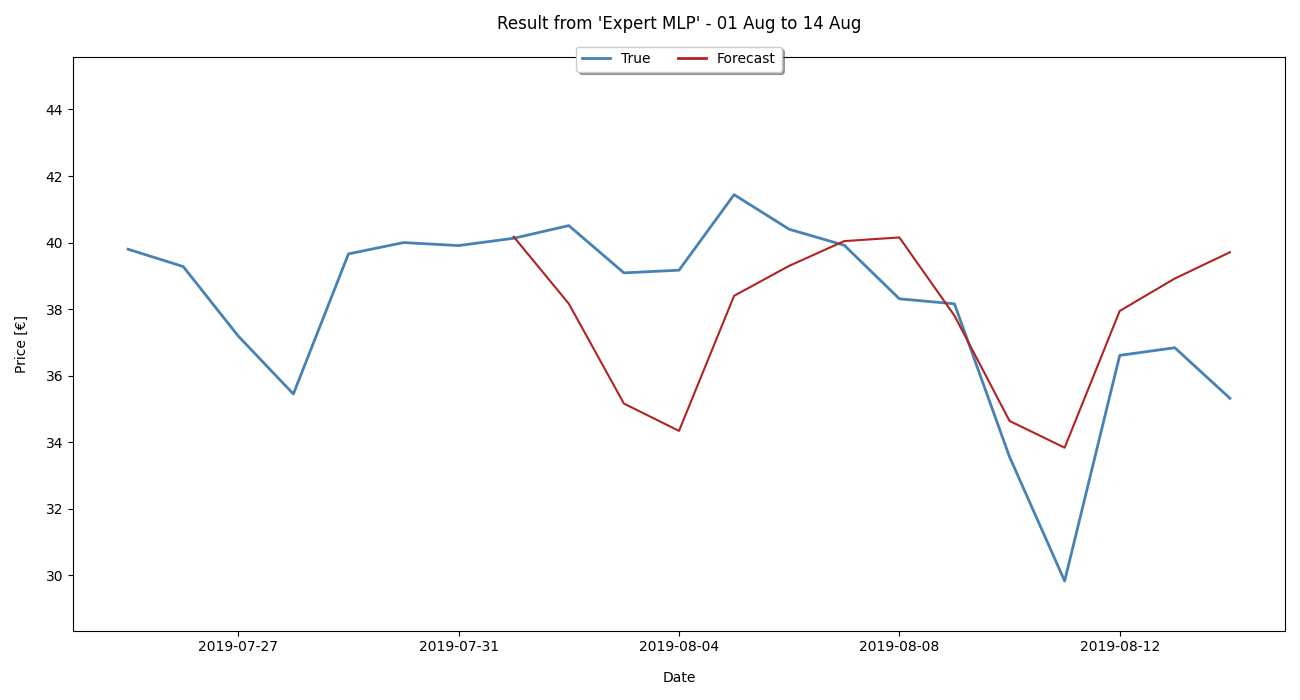 Result from 'Expert MLP' - 01 Aug to 14 Aug
True Forecast
44
42
40
38
36
34
32
30
Price [€]
2019-07-27 2019-07-31 2019-08-04 2019-08-08 2019-08-12
Date